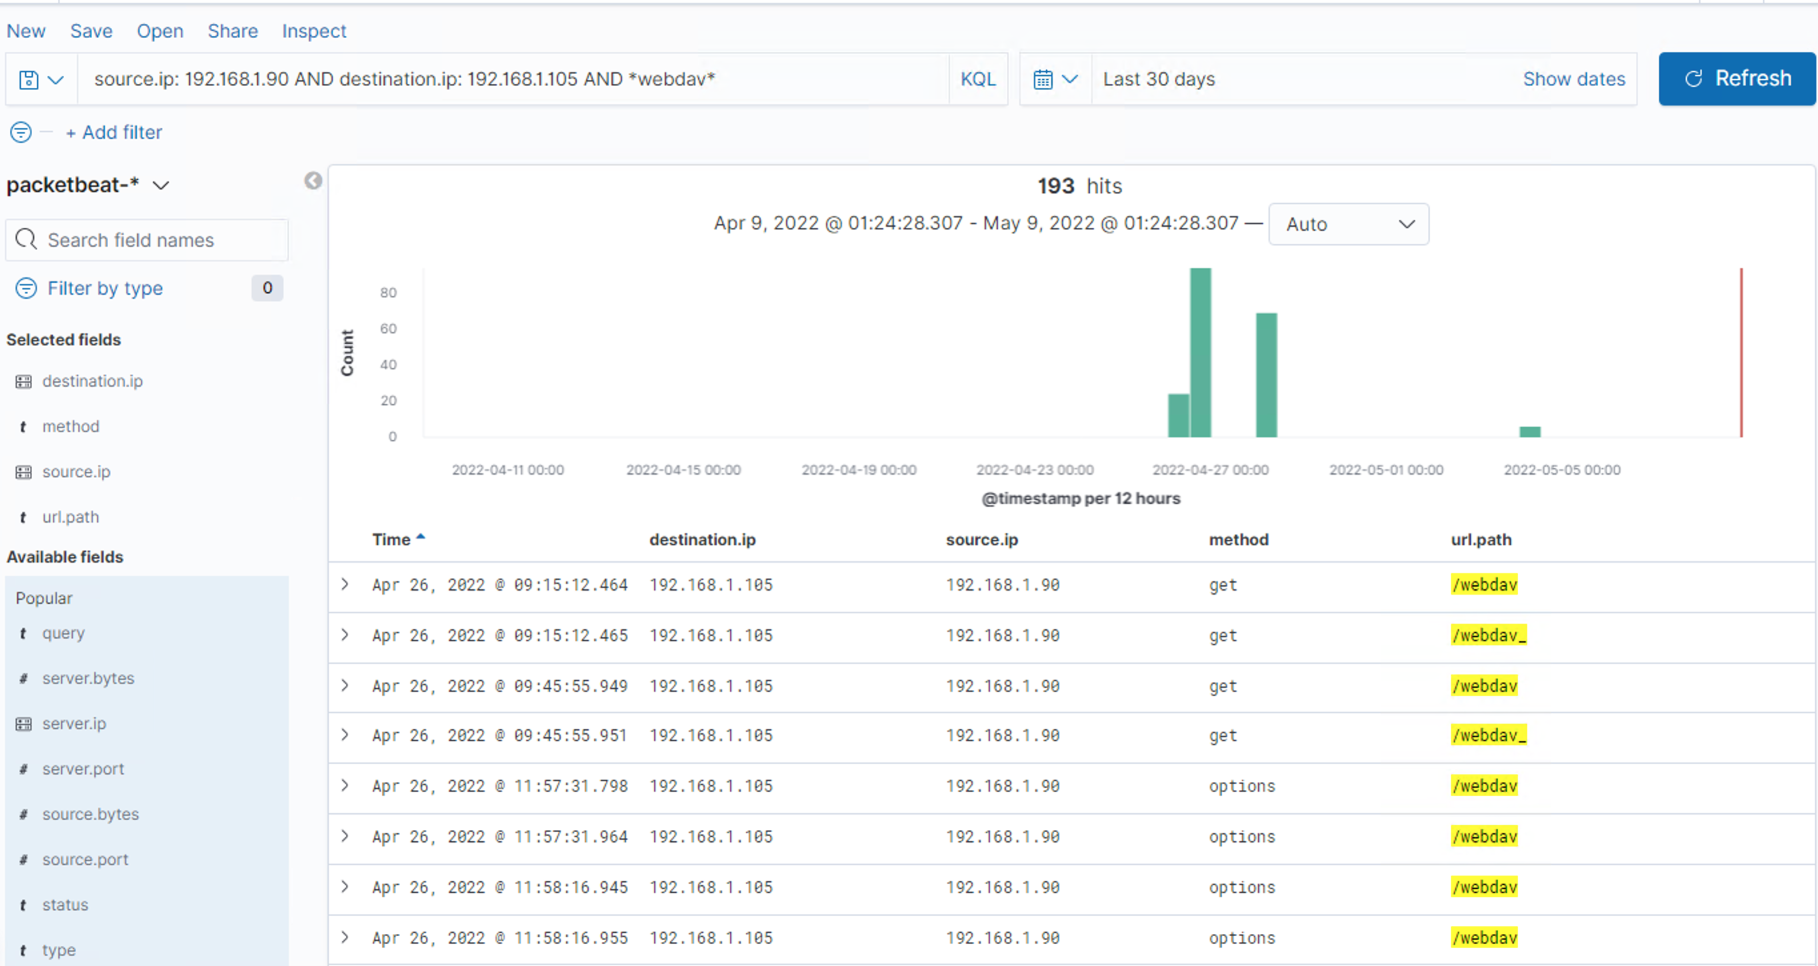 New Save Open Share Inspect
source.ip: 192.168.1.90 AND destination.ip: 192.168.1.105 AND *webdav* KQL Last 30 days Show dates Refresh
+ Add filter
packetbeat-*
Search field names
Filter by type 0
Selected fields
destination.ip
t method
source.ip
t url.path
Available fields
Popular
t query
# server.bytes
server.ip
# server.port
# source.bytes
# source.port
t status
t type
193 hits
Apr 9, 2022 @ 01:24:28.307 - May 9, 2022 @ 01:24:28.307 — Auto
Count
80
60
40
20
0
2022-04-11 00:00 2022-04-15 00:00 2022-04-19 00:00 2022-04-23 00:00 2022-04-27 00:00 2022-05-01 00:00 2022-05-05 00:00
@timestamp per 12 hours
Time destination.ip source.ip method url.path
Apr 26, 2022 @ 09:15:12.464 192.168.1.105 192.168.1.90 get /webdav
Apr 26, 2022 @ 09:15:12.465 192.168.1.105 192.168.1.90 get /webdav_
Apr 26, 2022 @ 09:45:55.949 192.168.1.105 192.168.1.90 get /webdav
Apr 26, 2022 @ 09:45:55.951 192.168.1.105 192.168.1.90 get /webdav_
Apr 26, 2022 @ 11:57:31.798 192.168.1.105 192.168.1.90 options /webdav
Apr 26, 2022 @ 11:57:31.964 192.168.1.105 192.168.1.90 options /webdav
Apr 26, 2022 @ 11:58:16.945 192.168.1.105 192.168.1.90 options /webdav
Apr 26, 2022 @ 11:58:16.955 192.168.1.105 192.168.1.90 options /webdav